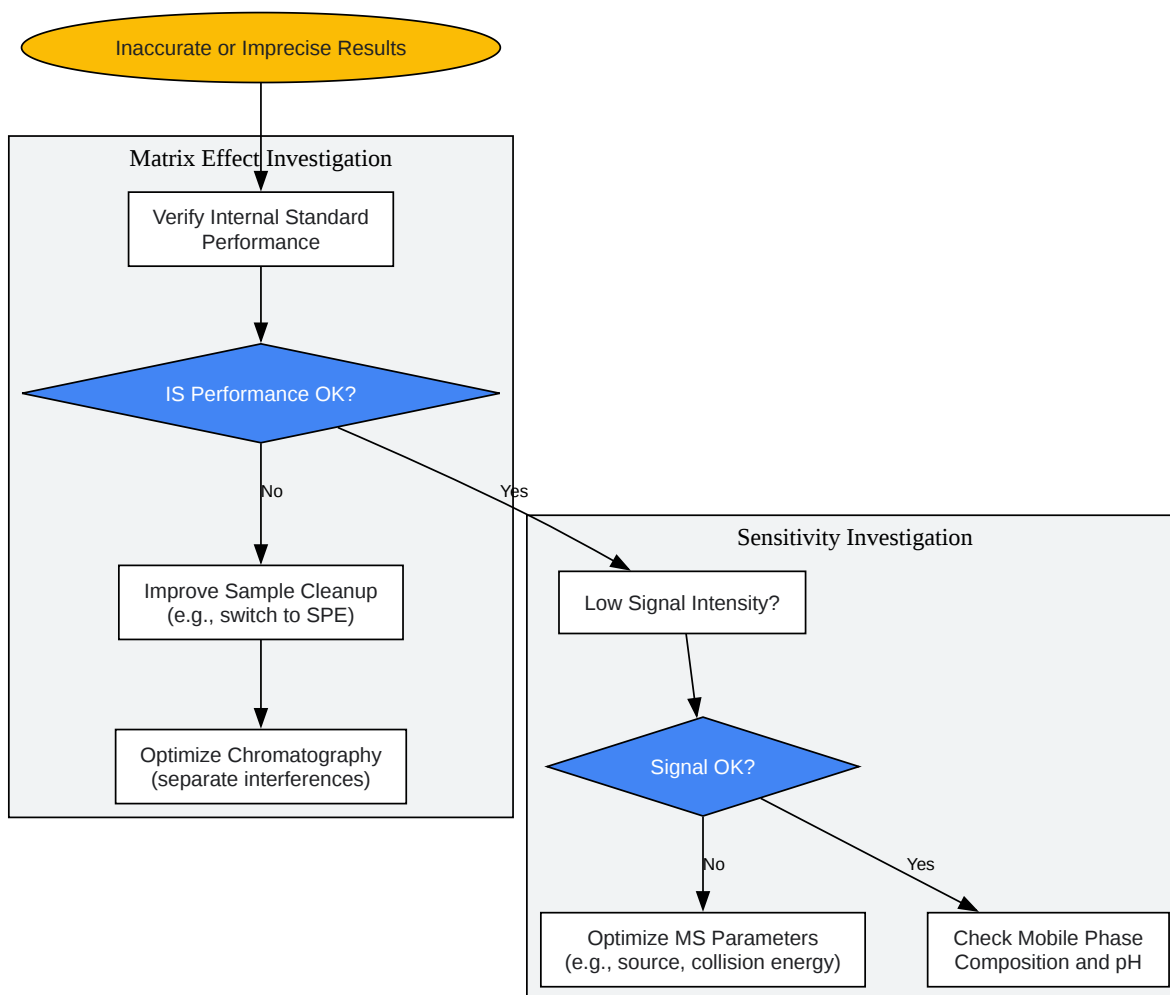 Inaccurate or Imprecise Results
Matrix Effect Investigation
Verify Internal Standard
Performance
IS Performance OK?
No
Yes
Improve Sample Cleanup
(e.g., switch to SPE)
Optimize Chromatography
(separate interferences)
Sensitivity Investigation
Low Signal Intensity?
Signal OK?
No
Yes
Optimize MS Parameters
(e.g., source, collision energy)
Check Mobile Phase
Composition and pH